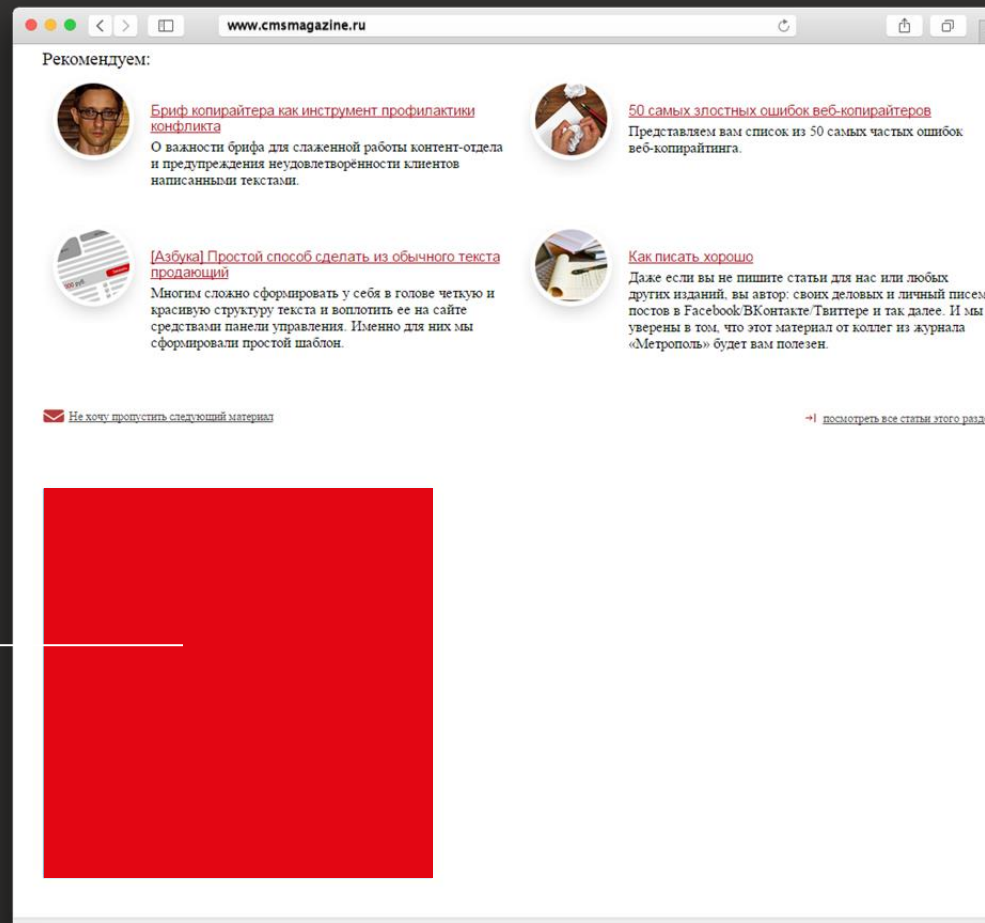 www.cmsmagazine.ru
Рекомендуем:
Бриф копирайтера как инструмент профилактики
конфликта
О важности брифа для слаженной работы контент-отдела
и предупреждения неудовлетворённости клиентов
написанными текстами.
50 самых злостных ошибок веб-копирайтеров
Представляем вам список из 50 самых частых ошибок
веб-копирайтинга.
[Азбука] Простой способ сделать из обычного текста
продающий
Многим сложно сформировать у себя в голове четкую и
красивую структуру текста и воплотить ее на сайте
средствами панели управления. Именно для них мы
сформировали простой шаблон.
Как писать хорошо
Даже если вы не пишите статьи для нас или любых
других изданий, вы автор: своих деловых и личный писем
постов в Facebook/ВКонтакте/Твиттере и так далее. И мы
уверены в том, что этот материал от коллег из журнала
«Метрополь» будет вам полезен.
Не хочу пропустить следующий материал
посмотреть все статьи этого